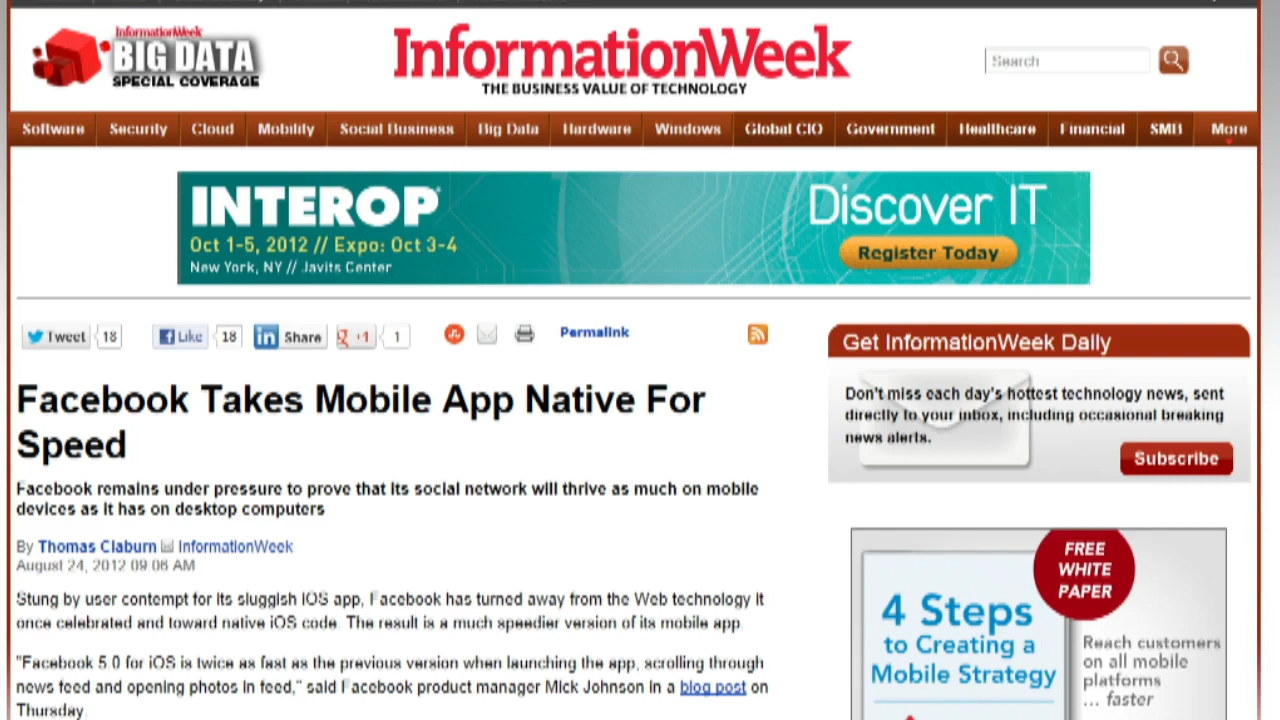 InformationWeek
BIG DATA
SPECIAL COVERAGE
InformationWeek
THE BUSINESS VALUE OF TECHNOLOGY
Search
Software Security Cloud Mobility Social Business Big Data Hardware Windows Global CIO Government Healthcare Financial SMB More
INTEROP
Oct 1-5, 2012 // Expo: Oct 3-4
New York, NY // Javits Center
Discover IT
Register Today
Tweet 18 Like 18 Share +1 1 Permalink
Facebook Takes Mobile App Native For
Speed
Facebook remains under pressure to prove that its social network will thrive as much on mobile
devices as it has on desktop computers
By Thomas Claburn InformationWeek
August 24, 2012 09:06 AM
Stung by user contempt for its sluggish iOS app, Facebook has turned away from the Web technology it
once celebrated and toward native iOS code. The result is a much speedier version of its mobile app.
"Facebook 5.0 for iOS is twice as fast as the previous version when launching the app, scrolling through
news feed and opening photos in feed," said Facebook product manager Mick Johnson in a blog post on
Thursday.
Get InformationWeek Daily
Don't miss each day's hottest technology news, sent
directly to your inbox, including occasional breaking
news alerts.
Subscribe
FREE
WHITE
PAPER
4 Steps
to Creating a
Mobile Strategy
Reach customers
on all mobile
platforms
... faster